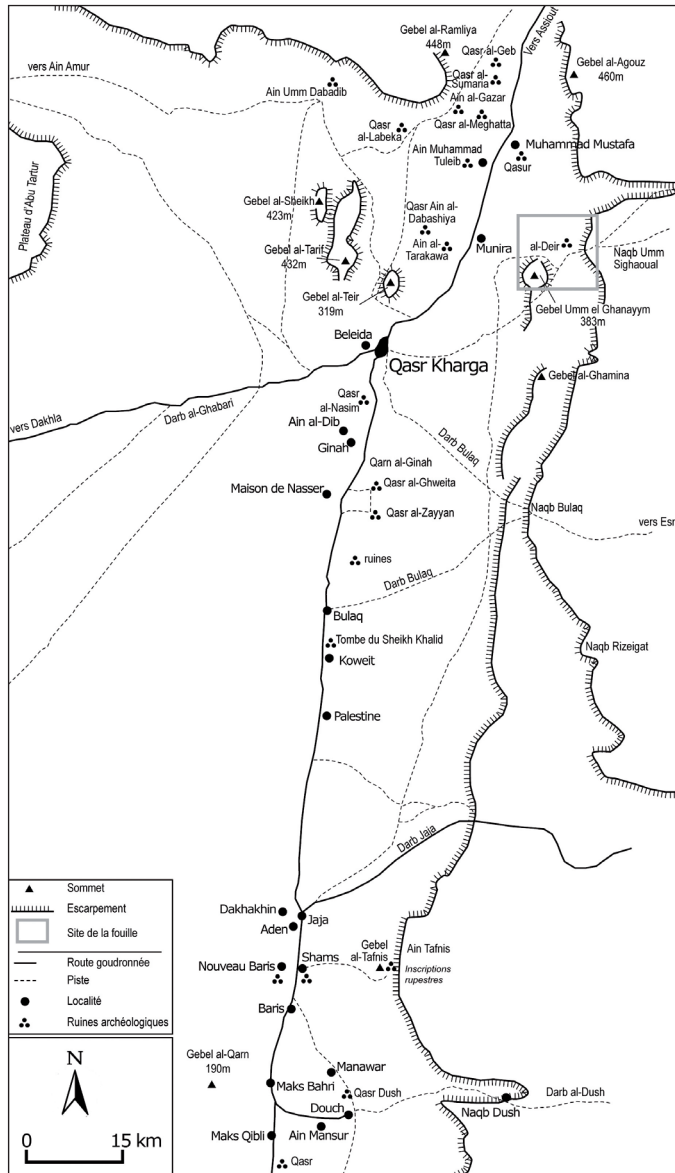 Gebel al-Ramliya
448m
Vers Assiout
Gebel al-Agouz
460m
vers Ain Amur
Qasr al-Geb
Ain Umm Dabadib
Qasr al-
Sumaria
Ain al-Gazar
Qasr
al-Labeka
Qasr al-Meghatta
Muhammad Mustafa
Ain Muhammad
Tuleib
Qasur
Plateau d'Abu Tartur
Gebel al-Sheikh
423m
Qasr Ain al-
Dabashiya
Gebel al-Tarif
432m
Ain al-
Tarakawa
Munira
al-Deir
Naqb Umm
Sighaoual
Gebel al-Teir
319m
Gebel Umm el Ghanayym
383m
Beleida
Qasr Kharga
Gebel al-Ghamina
vers Dakhla
Darb al-Ghabari
Qasr
al-Nasim
Ain al-Dib
Ginah
Darb Bulaq
Qarn al-Ginah
Qasr al-Ghweita
Maison de Nasser
Qasr al-Zayyan
Naqb Bulaq
vers Esn
ruines
Darb Bulaq
Bulaq
Tombe du Sheikh Khalid
Koweit
Naqb Rizeigat
Palestine
Darb Jaja
Sommet
Escarpement
Site de la fouille
Route goudronnée
Piste
Localité
Ruines archéologiques
Dakhakhin
Jaja
Aden
Nouveau Baris
Shams
Gebel
al-Tafnis
Ain Tafnis
Inscriptions
rupestres
Baris
Gebel al-Qarn
190m
Manawar
Maks Bahri
Qasr Dush
Douch
Naqb Dush
Darb al-Dush
Maks Qibli
Ain Mansur
Qasr
N
0 15 km